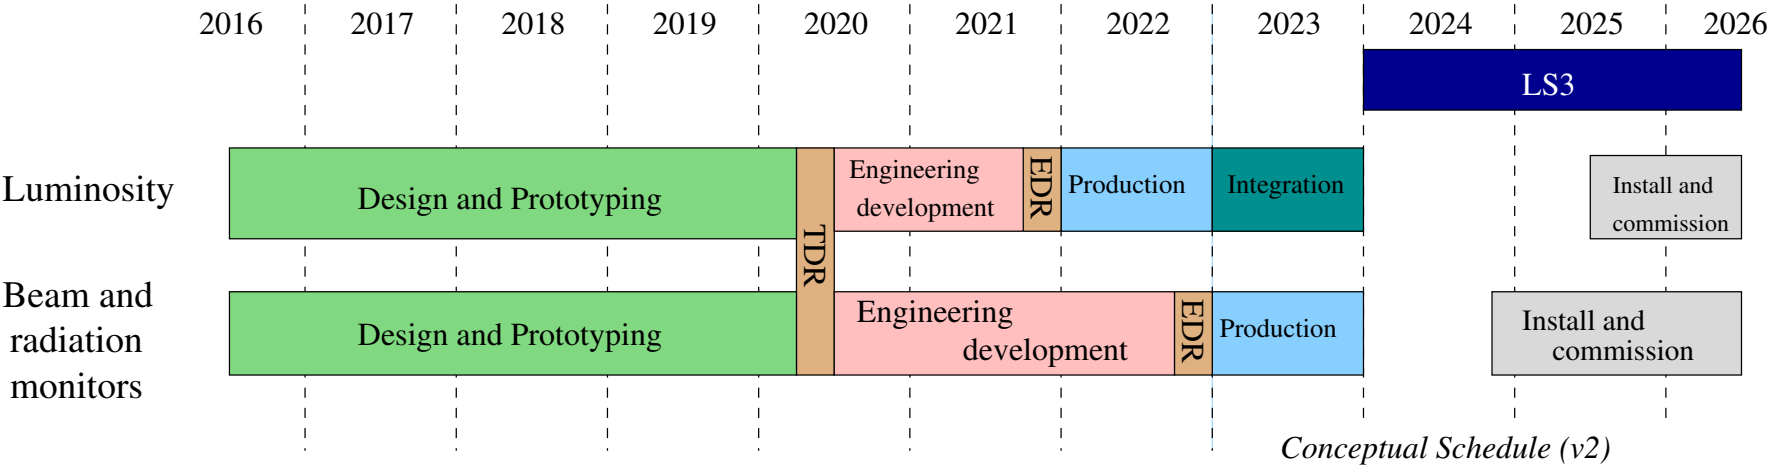 2016 2017 2018 2019 2020 2021 2022 2023 2024 2025 2026
LS3
Luminosity
Design and Prototyping
TDR
Engineering
development
EDR
Production
Integration
Install and
commission
Beam and
radiation
monitors
Design and Prototyping
Engineering
development
EDR
Production
Install and
commission
Conceptual Schedule (v2)